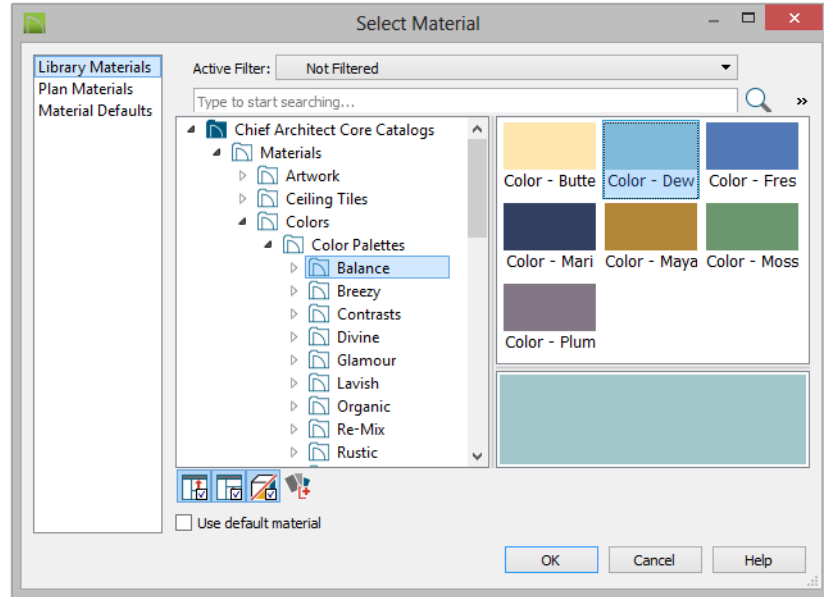 Select Material
Library Materials
Plan Materials
Material Defaults
Active Filter: Not Filtered
Type to start searching...
»
Chief Architect Core Catalogs
Materials
Artwork
Ceiling Tiles
Colors
Color Palettes
Balance
Breezy
Contrasts
Divine
Glamour
Lavish
Organic
Re-Mix
Rustic
Color - Butte Color - Dew Color - Fres
Color - Mari Color - Maya Color - Moss
Color - Plum
Use default material
OK Cancel Help